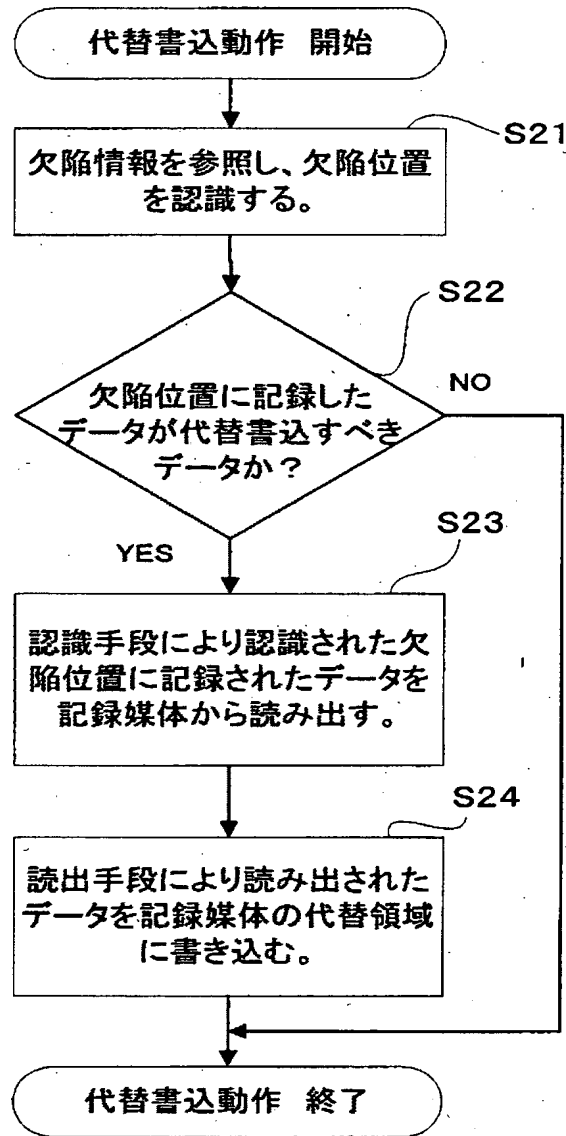 代替書込動作 開始
S21
欠陥情報を参照し、欠陥位置
を認識する。
S22
欠陥位置に記録した
データが代替書込すべき
データか？
NO
YES
S23
認識手段により認識された欠
陥位置に記録されたデータを
記録媒体から読み出す。
S24
読出手段により読み出された
データを記録媒体の代替領域
に書き込む。
代替書込動作 終了